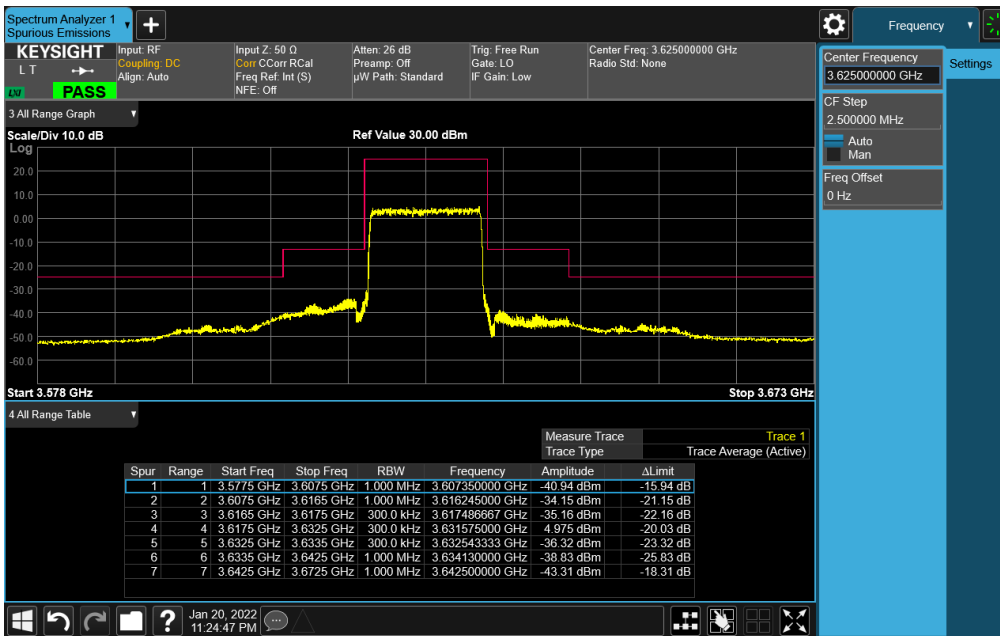 Spectrum Analyzer 1
Spurious Emissions
Frequency
KEYSIGHT
L T
LXI
PASS
Input: RF
Coupling: DC
Align: Auto
Input Z: 50 Ω
Corr CCorr RCal
Freq Ref: Int (S)
NFE: Off
Atten: 26 dB
Preamp: Off
µW Path: Standard
Trig: Free Run
Gate: LO
IF Gain: Low
Center Freq: 3.625000000 GHz
Radio Std: None
Center Frequency
3.625000000 GHz
Settings
CF Step
2.500000 MHz
Auto
Man
Freq Offset
0 Hz
3 All Range Graph
Scale/Div 10.0 dB
Ref Value 30.00 dBm
Log
20.0
10.0
0.00
-10.0
-20.0
-30.0
-40.0
-50.0
-60.0
Start 3.578 GHz
Stop 3.673 GHz
4 All Range Table
Measure Trace Trace 1
Trace Type Trace Average (Active)
Spur Range Start Freq Stop Freq RBW Frequency Amplitude ΔLimit
1 1 3.5775 GHz 3.6075 GHz 1.000 MHz 3.607350000 GHz -40.94 dBm -15.94 dB
2 2 3.6075 GHz 3.6165 GHz 1.000 MHz 3.616245000 GHz -34.15 dBm -21.15 dB
3 3 3.6165 GHz 3.6175 GHz 300.0 kHz 3.617486667 GHz -35.16 dBm -22.16 dB
4 4 3.6175 GHz 3.6325 GHz 300.0 kHz 3.631575000 GHz 4.975 dBm -20.03 dB
5 5 3.6325 GHz 3.6335 GHz 300.0 kHz 3.632543333 GHz -36.32 dBm -23.32 dB
6 6 3.6335 GHz 3.6425 GHz 1.000 MHz 3.634130000 GHz -38.83 dBm -25.83 dB
7 7 3.6425 GHz 3.6725 GHz 1.000 MHz 3.642500000 GHz -43.31 dBm -18.31 dB
Jan 20, 2022
11:24:47 PM